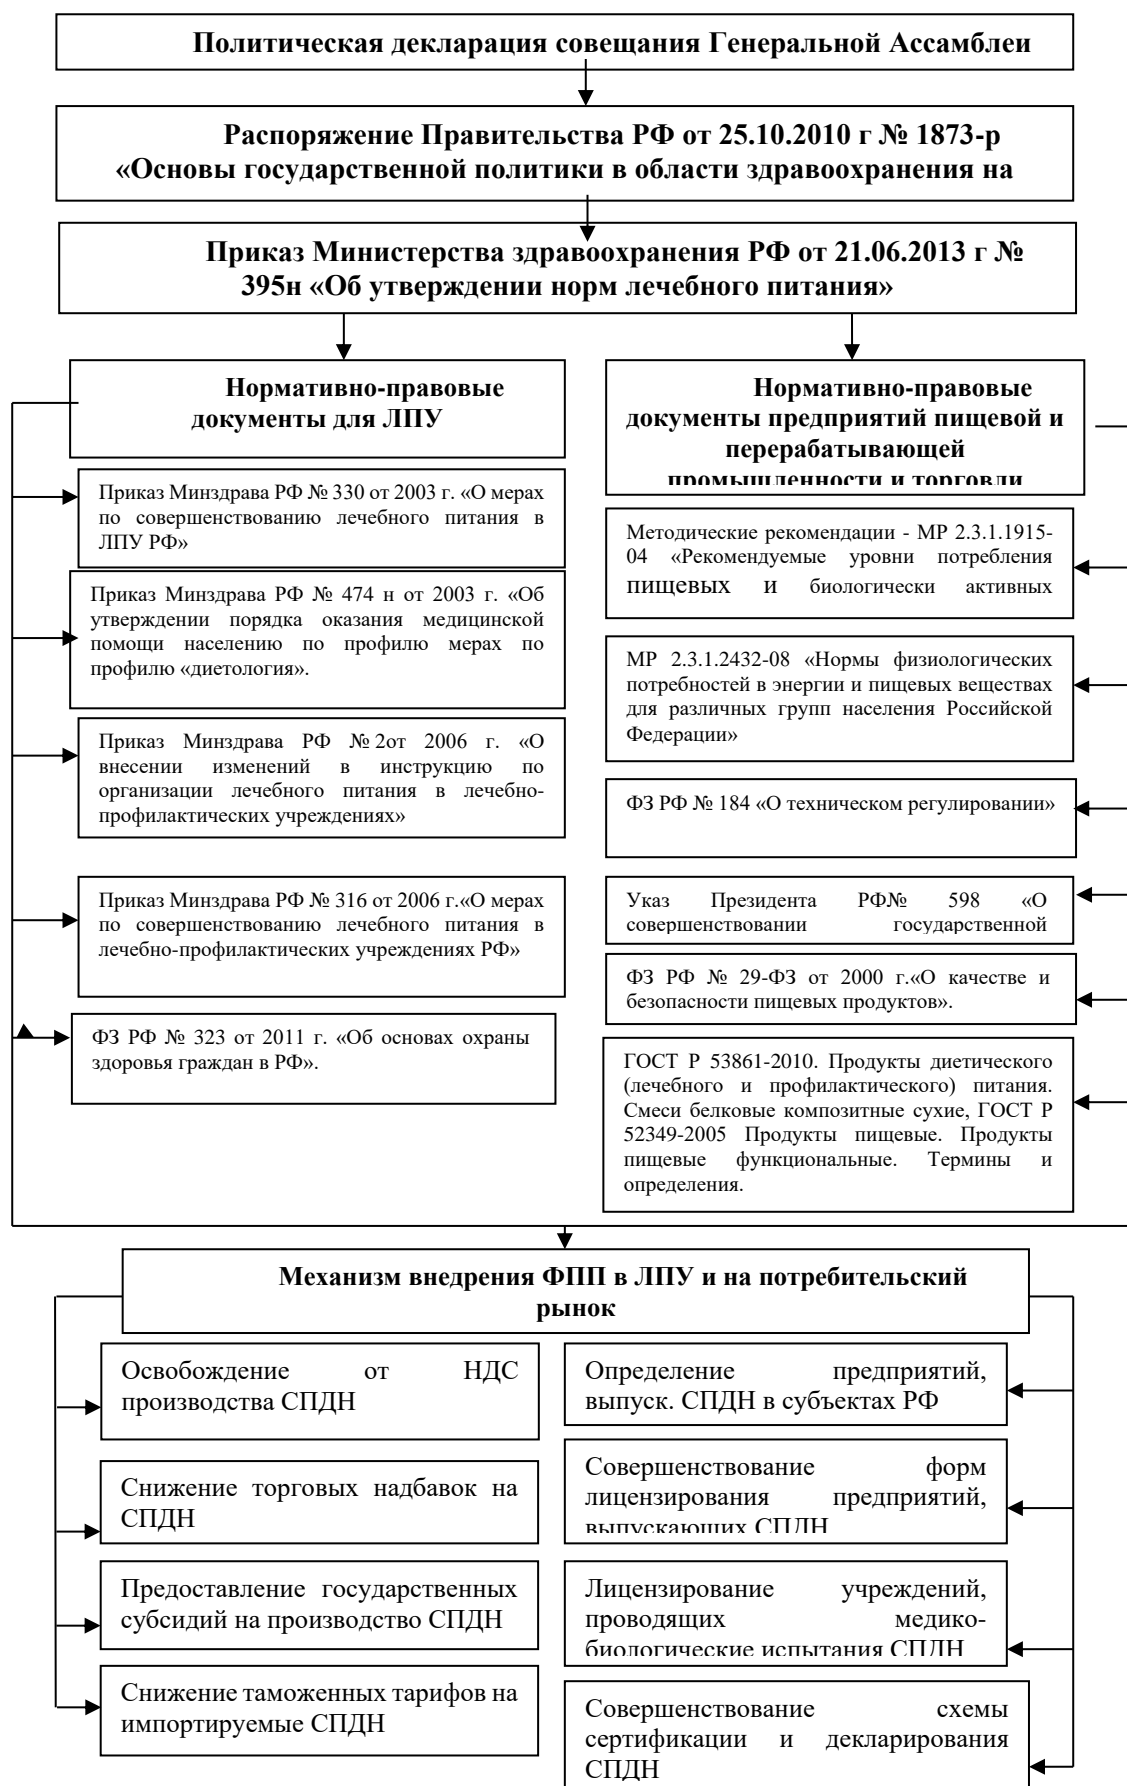 Политическая декларация совещания Генеральной Ассамблеи
Распоряжение Правительства РФ от 25.10.2010 г № 1873-р
«Основы государственной политики в области здравоохранения на
Приказ Министерства здравоохранения РФ от 21.06.2013 г №
395н «Об утверждении норм лечебного питания»
Нормативно-правовые
документы для ЛПУ
Приказ Минздрава РФ № 330 от 2003 г. «О мерах
по совершенствованию лечебного питания в
ЛПУ РФ»
Приказ Минздрава РФ № 474 н от 2003 г. «Об
утверждении порядка оказания медицинской
помощи населению по профилю мерах по
профилю «диетология».
Приказ Минздрава РФ №2от 2006 г. «О
внесении изменений в инструкцию по
организации лечебного питания в лечебно-
профилактических учреждениях»
Приказ Минздрава РФ № 316 от 2006 г.«О мерах
по совершенствованию лечебного питания в
лечебно-профилактических учреждениях РФ»
ФЗ РФ № 323 от 2011 г. «Об основах охраны
здоровья граждан в РФ».
Нормативно-правовые
документы предприятий пищевой и
перерабатывающей
промышленности и торговли
Методические рекомендации - МР 2.3.1.1915-
04 «Рекомендуемые уровни потребления
пищевых и биологически активных
МР 2.3.1.2432-08 «Нормы физиологических
потребностей в энергии и пищевых веществах
для различных групп населения Российской
Федерации»
ФЗ РФ № 184 «О техническом регулировании»
Указ Президента РФ№ 598 «О
совершенствовании государственной
ФЗ РФ № 29-ФЗ от 2000 г.«О качестве и
безопасности пищевых продуктов».
ГОСТ Р 53861-2010. Продукты диетического
(лечебного и профилактического) питания.
Смеси белковые композитные сухие, ГОСТ Р
52349-2005 Продукты пищевые. Продукты
пищевые функциональные. Термины и
определения.
Механизм внедрения ФПП в ЛПУ и на потребительский
рынок
Освобождение от НДС
производства СПДН
Снижение торговых надбавок на
СПДН
Предоставление государственных
субсидий на производство СПДН
Снижение таможенных тарифов на
импортируемые СПДН
Определение предприятий,
выпуск. СПДН в субъектах РФ
Совершенствование форм
лицензирования предприятий,
выпускающих СПДН
Лицензирование учреждений,
проводящих медико-
биологические испытания СПДН
Совершенствование схемы
сертификации и декларирования
СПДН